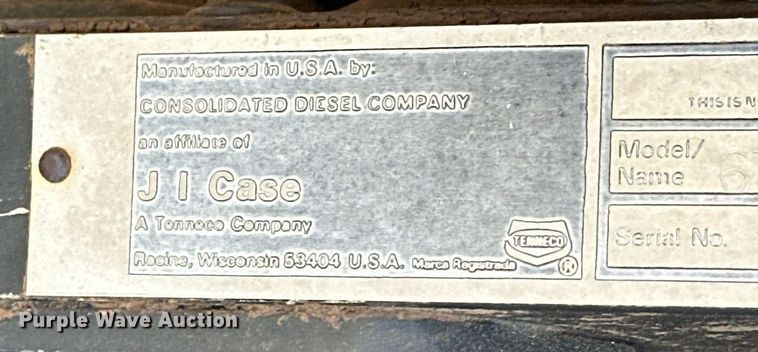 Manufactured in U.S.A. by:
CONSOLIDATED DIESEL COMPANY
an affiliate of
J I Case
A Tenneco Company
Racine, Wisconsin 53404 U.S.A. Marca Registrada
TENNECO
®
THIS IS
Model/
Name 6
Serial No.
Purple Wave Auction